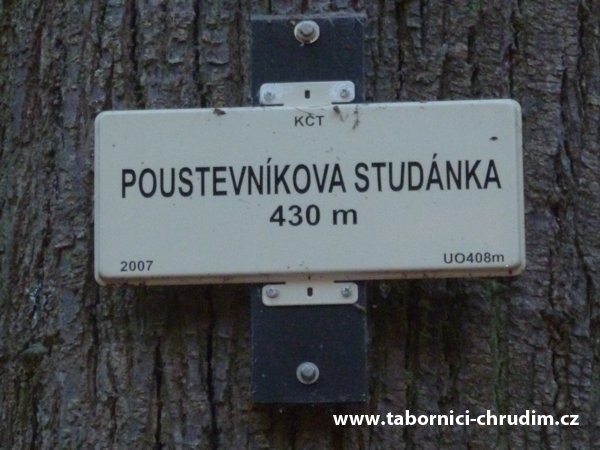 KČT
POUSTEVNÍKOVA STUDÁNKA
430 m
2007 UO408m
www.tabornici-chrudim.cz